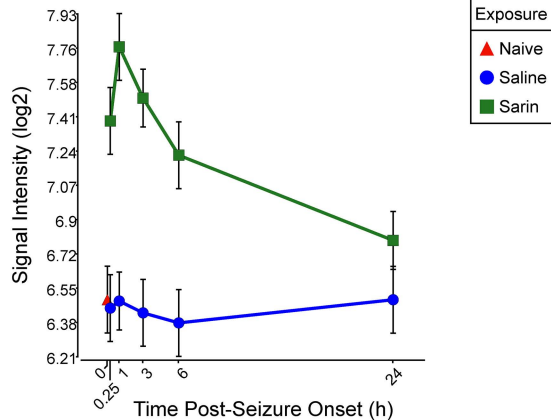 7.93
7.76
7.58
7.41
7.24
7.07
6.9
6.72
6.55
6.38
6.21
Signal Intensity (log2)
0
0.25
1
3
6
24
Time Post-Seizure Onset (h)
Exposure
Naive
Saline
Sarin